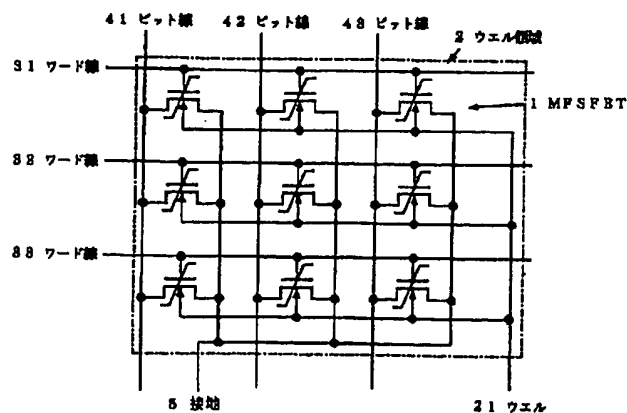 41 ビット線
42 ビット線
43 ビット線
2 ウエル領域
31 ワード線
1 MFSFET
32 ワード線
33 ワード線
5 接地
21 ウエル